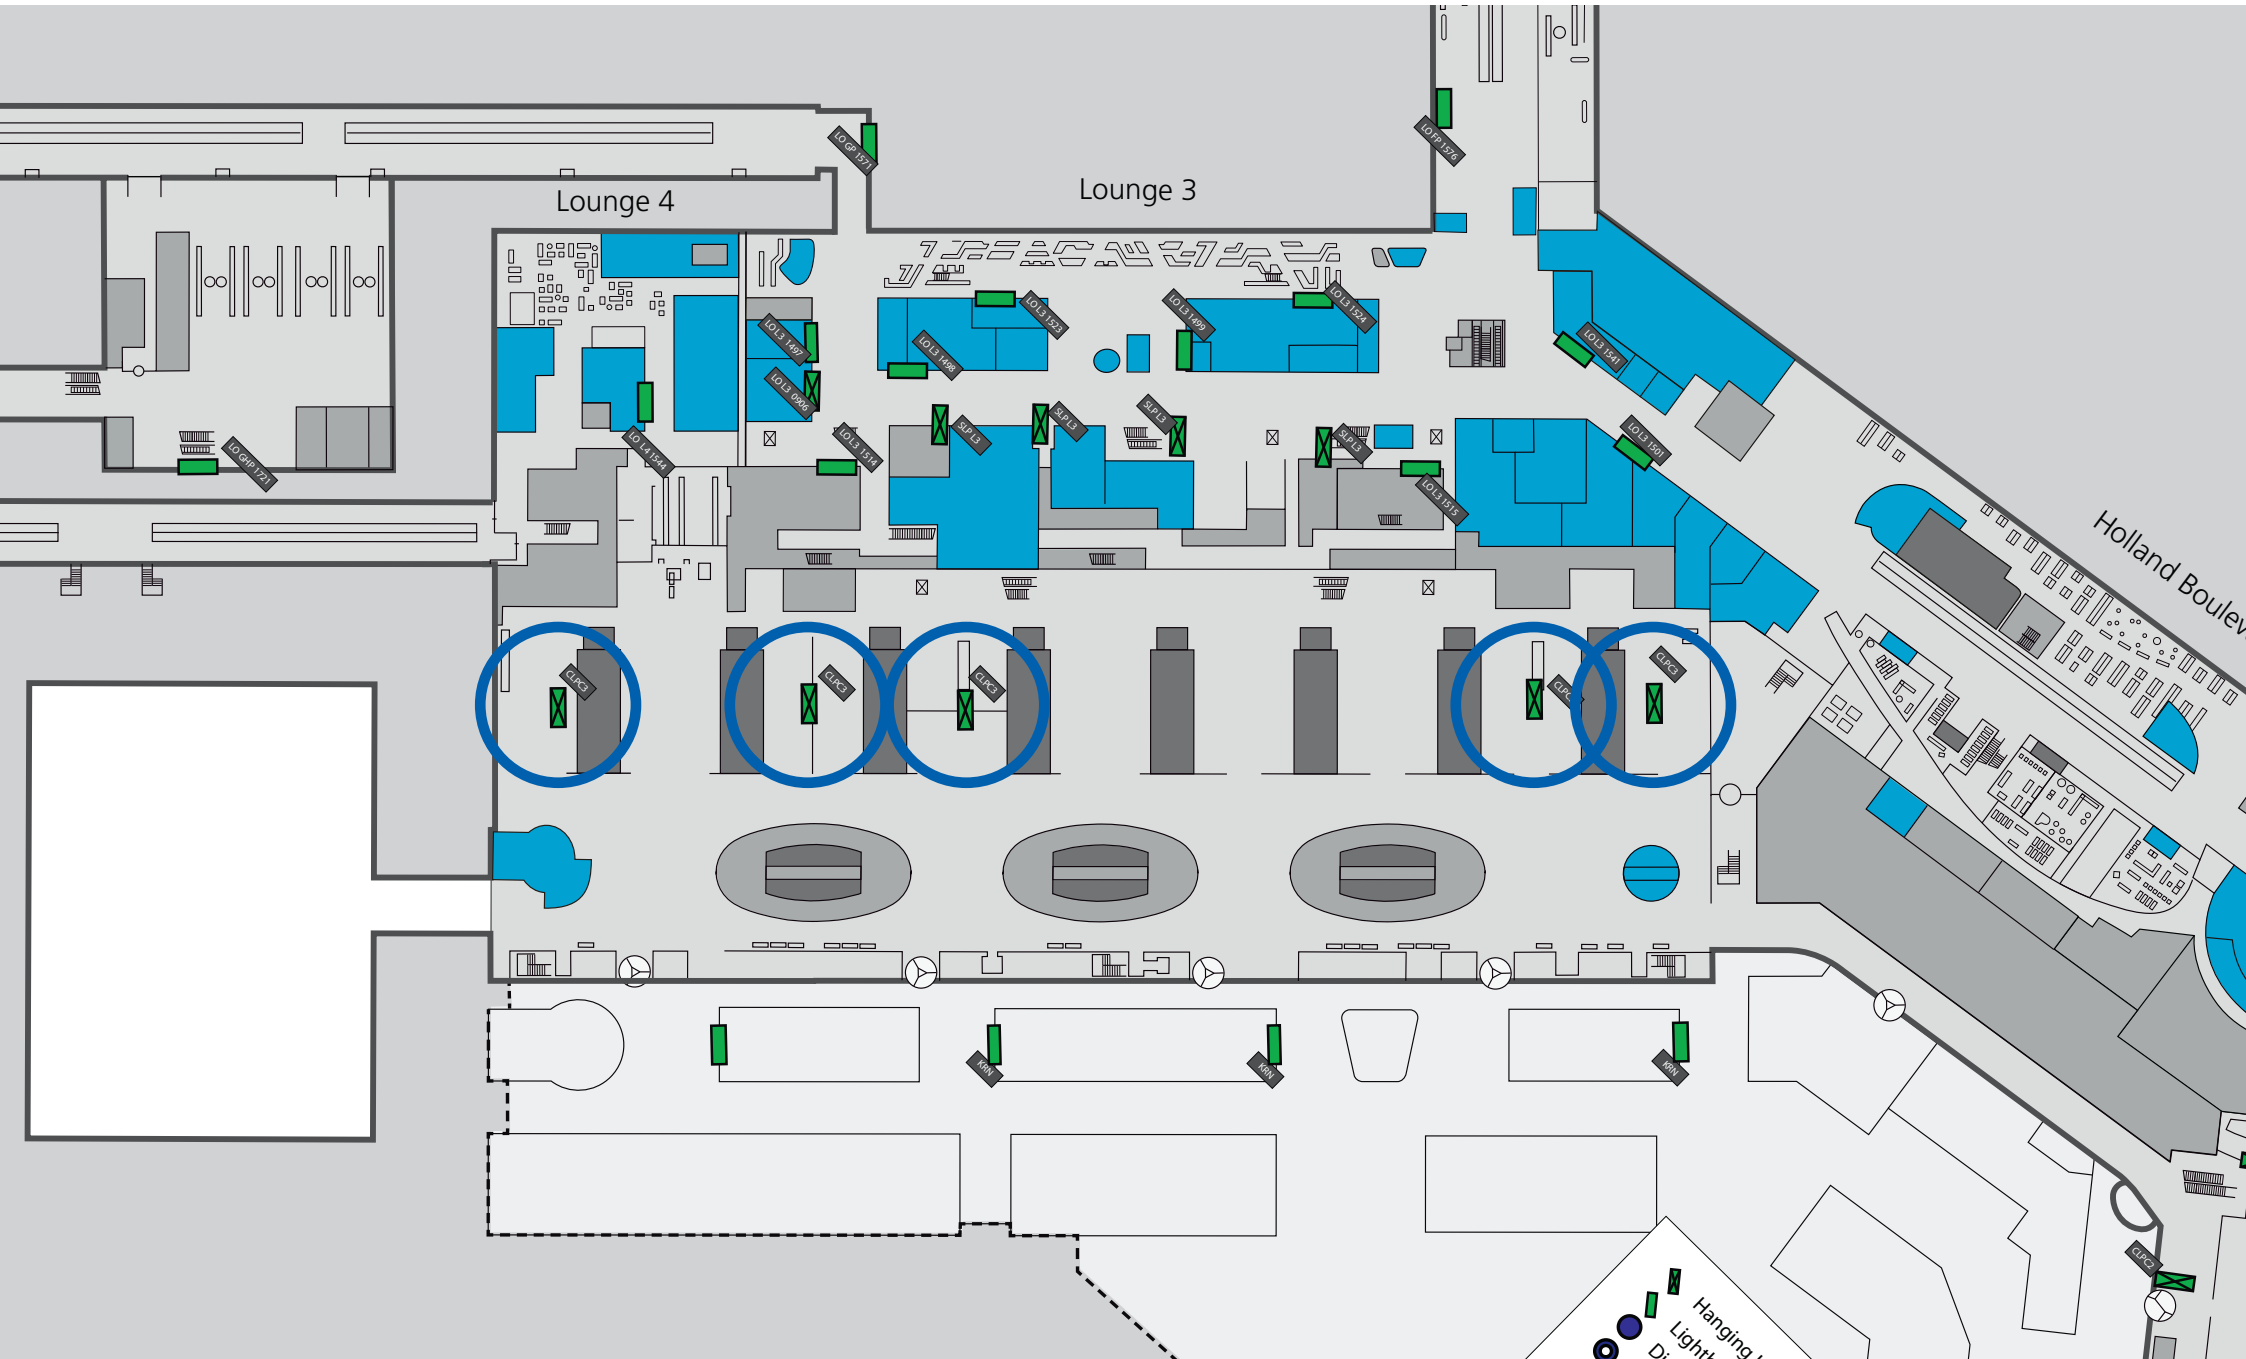 LO GP 1571
LO FP 1576
Lounge 4
Lounge 3
LO L3 1523
LO L3 1499
LO L3 1524
LO L3 1497
LO L3 1498
LO L3 1541
LO L3 0906
SLP L3
SLP L3
SLP L3
SLP L3
LO L3 1514
LO L4 1544
LO GHP 1721
LO L3 1501
LO L3 1515
Holland Boulev
CLPC3
CLPC3
CLPC3
CLPC3
KRN
KRN
KRN
CLPC2
Hanging
Light
Di